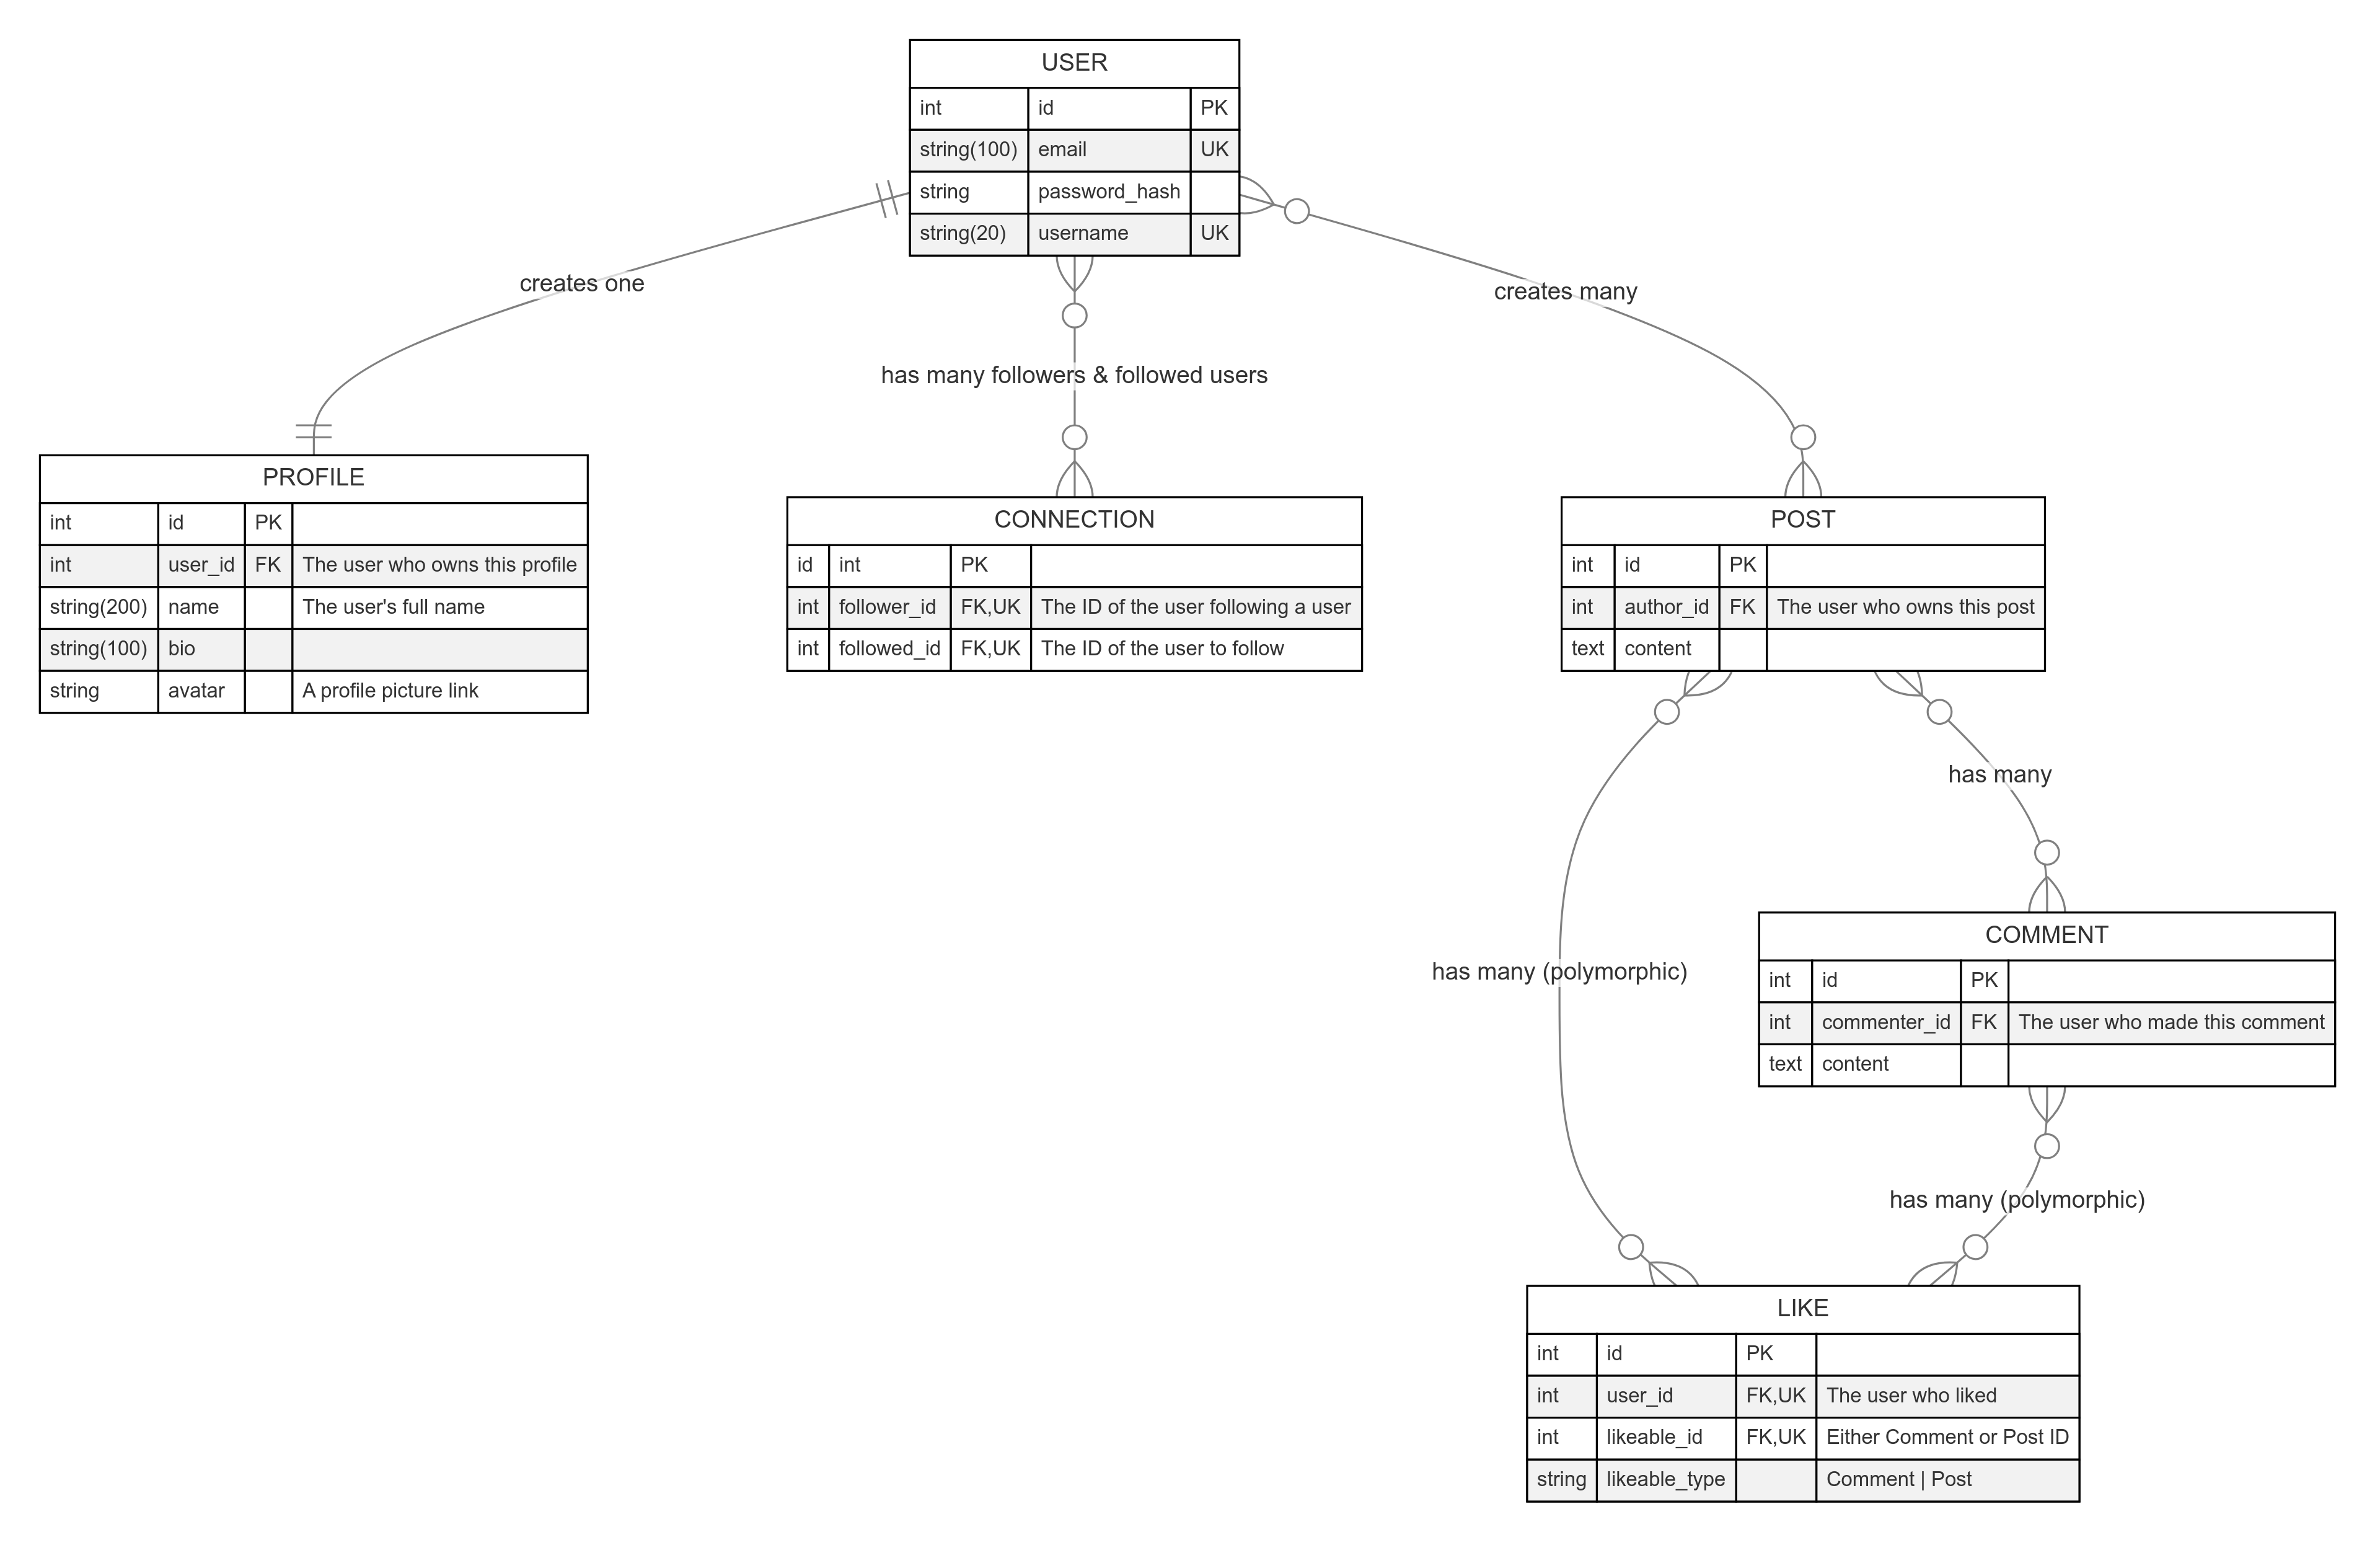 USER
int id PK
string(100) email UK
string password_hash
string(20) username UK
creates one
has many followers & followed users
creates many
PROFILE
int id PK
int user_id FK The user who owns this profile
string(200) name The user's full name
string(100) bio
string avatar A profile picture link
CONNECTION
id int PK
int follower_id FK,UK The ID of the user following a user
int followed_id FK,UK The ID of the user to follow
POST
int id PK
int author_id FK The user who owns this post
text content
has many
has many (polymorphic)
COMMENT
int id PK
int commenter_id FK The user who made this comment
text content
has many (polymorphic)
LIKE
int id PK
int user_id FK,UK The user who liked
int likeable_id FK,UK Either Comment or Post ID
string likeable_type Comment | Post